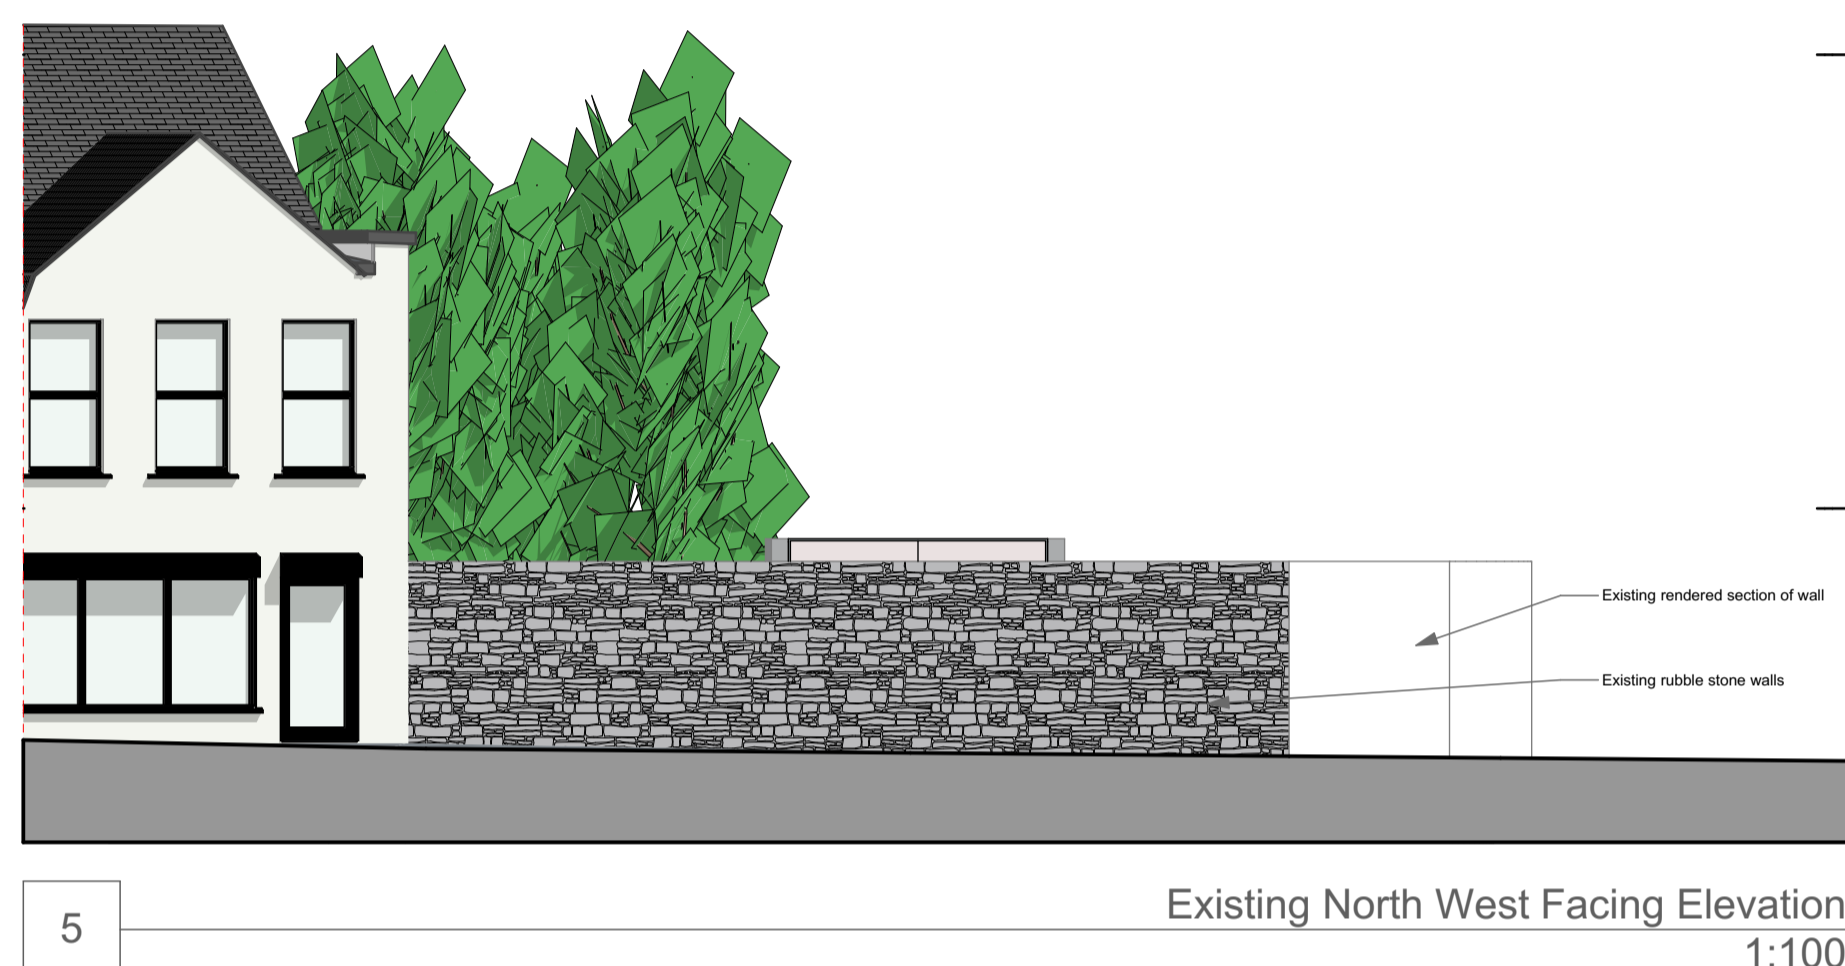 Existing rendered section of wall
Existing rubble stone walls
5
Existing North West Facing Elevation
1:100